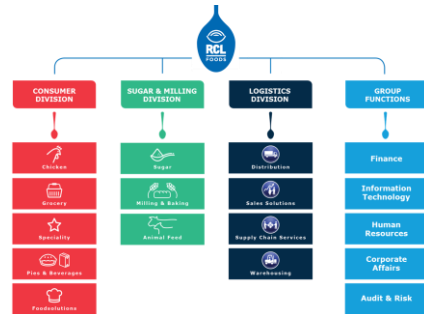 RCL
FOODS
CONSUMER
DIVISION
Chicken
Grocery
Speciality
Pies & Beverages
Foodsolutions
SUGAR & MILLING
DIVISION
Sugar
Milling & Baking
Animal Feed
LOGISTICS
DIVISION
Distribution
Sales Solutions
Supply Chain Services
Warehousing
GROUP
FUNCTIONS
Finance
Information
Technology
Human
Resources
Corporate
Affairs
Audit & Risk